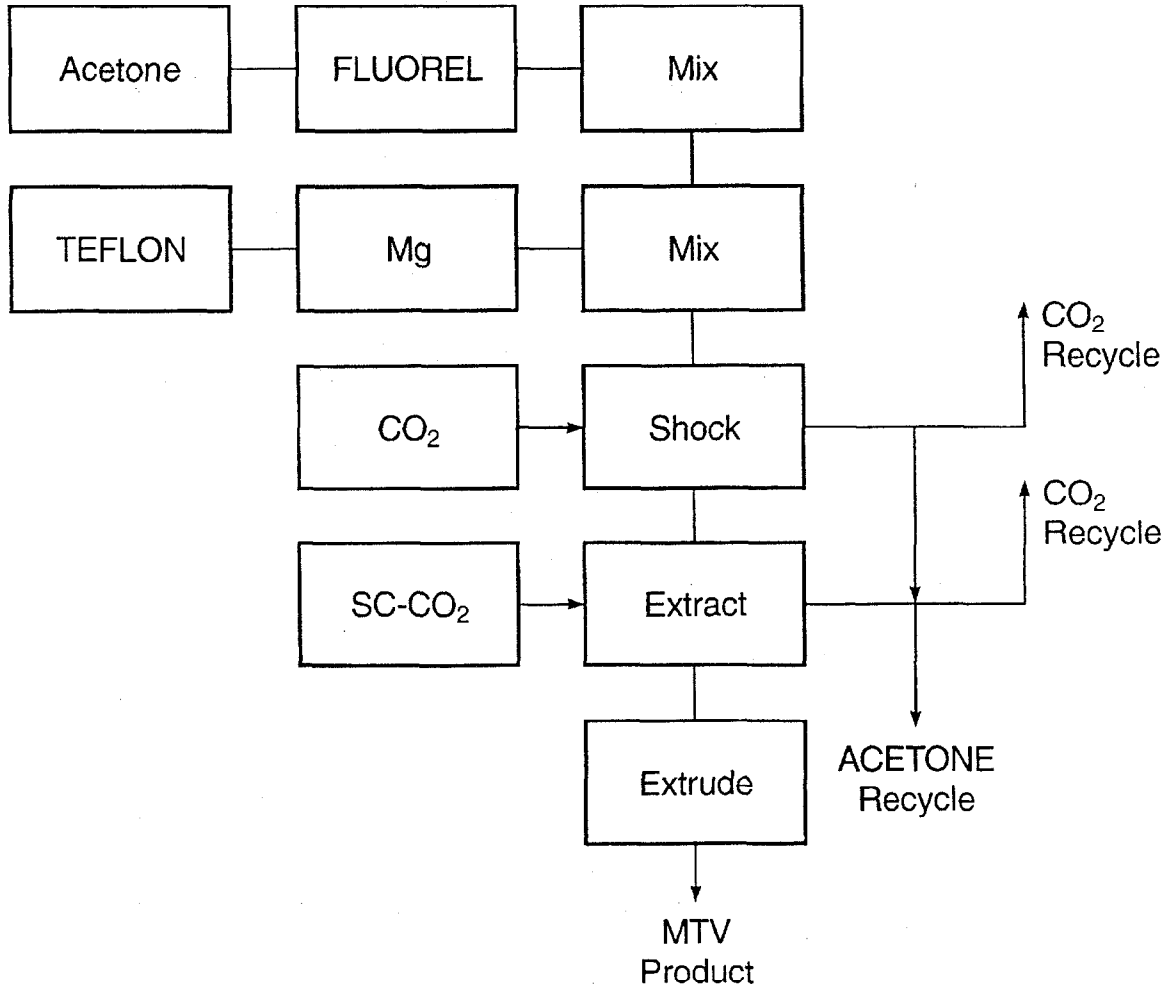 Acetone
FLUOREL
Mix
TEFLON
Mg
Mix
CO₂
Recycle
CO₂
Shock
CO₂
Recycle
SC-CO₂
Extract
Extrude
ACETONE
Recycle
MTV
Product